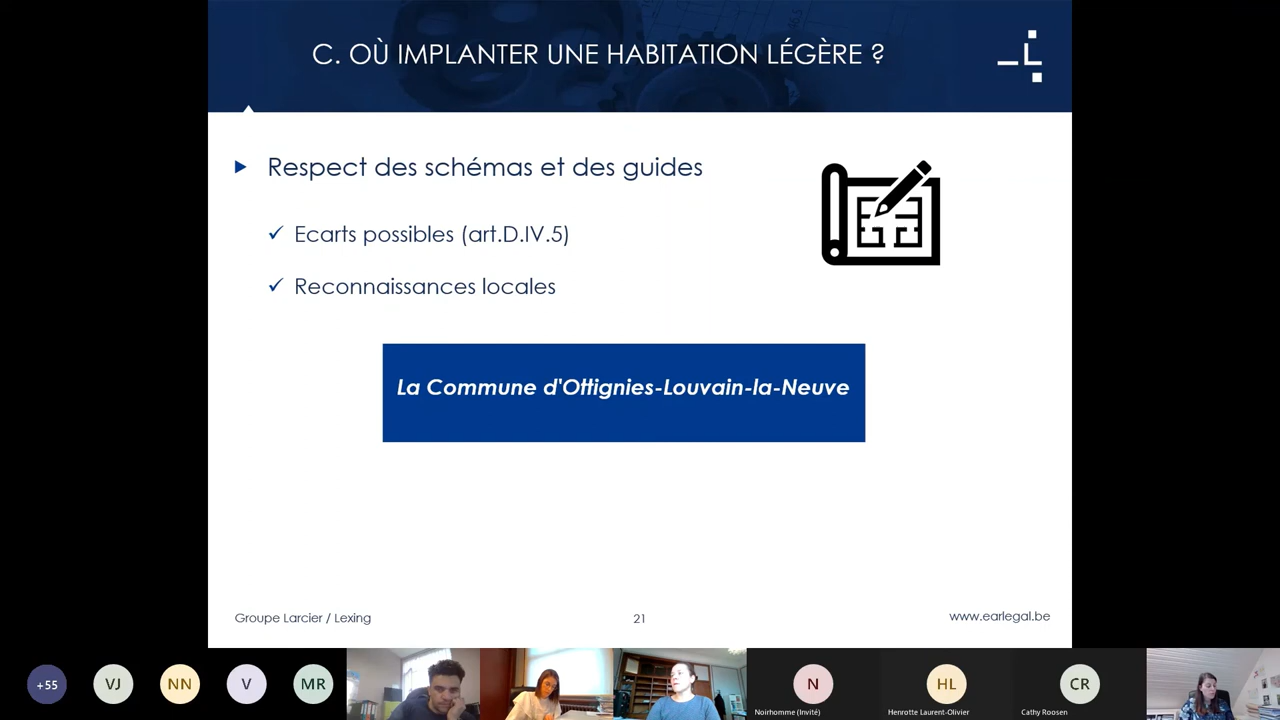 C. OÙ IMPLANTER UNE HABITATION LÉGÈRE ?
Respect des schémas et des guides
Ecarts possibles (art.D.IV.5)
Reconnaissances locales
La Commune d'Ottignies-Louvain-la-Neuve
Groupe Larcier / Lexing
21
www.earlegal.be
+55
VJ
NN
V
MR
N
HL
CR
Noirhomme (Invité)
Henrotte Laurent-Olivier
Cathy Roosen